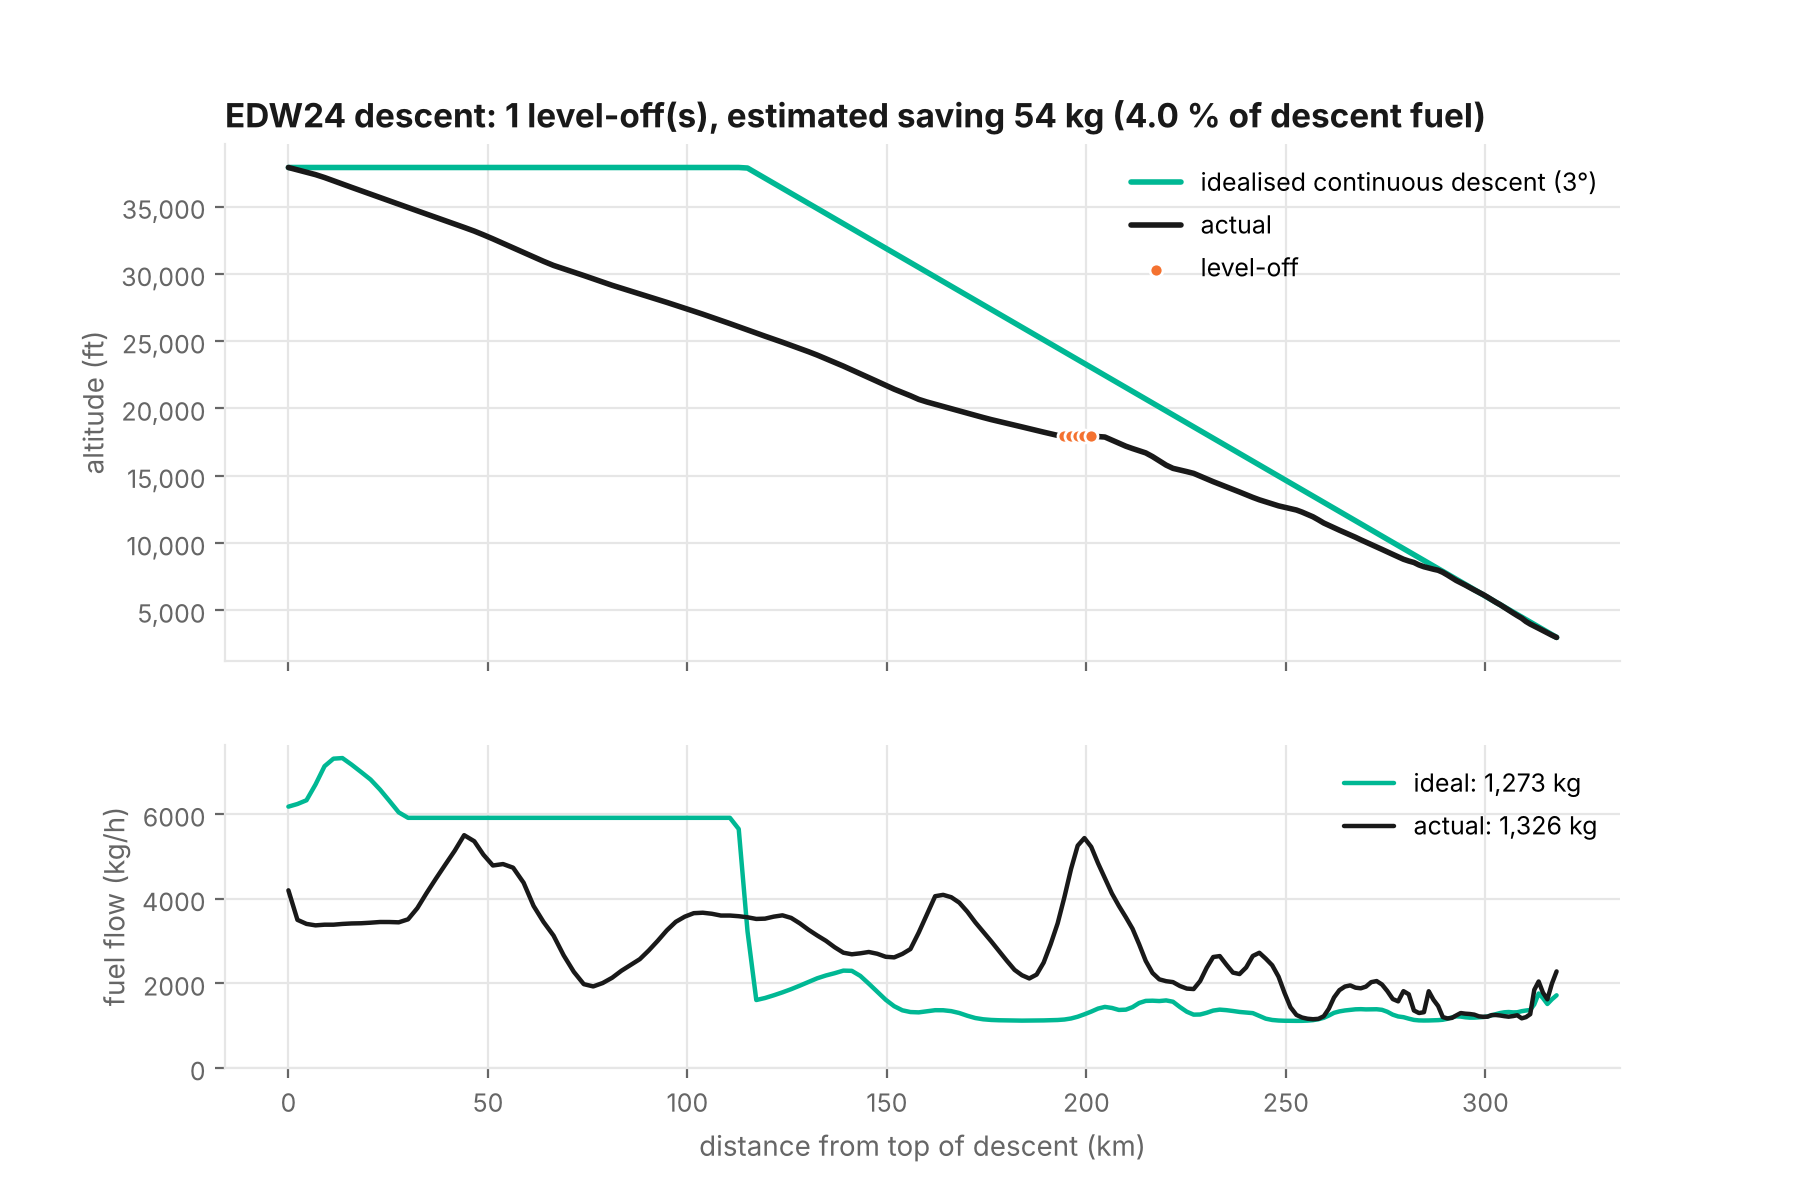 EDW24 descent: 1 level-off(s), estimated saving 54 kg (4.0 % of descent fuel)
idealised continuous descent (3°)
actual
level-off
altitude (ft)
35,000
30,000
25,000
20,000
15,000
10,000
5,000
ideal: 1,273 kg
actual: 1,326 kg
fuel flow (kg/h)
6000
4000
2000
0
0 50 100 150 200 250 300
distance from top of descent (km)